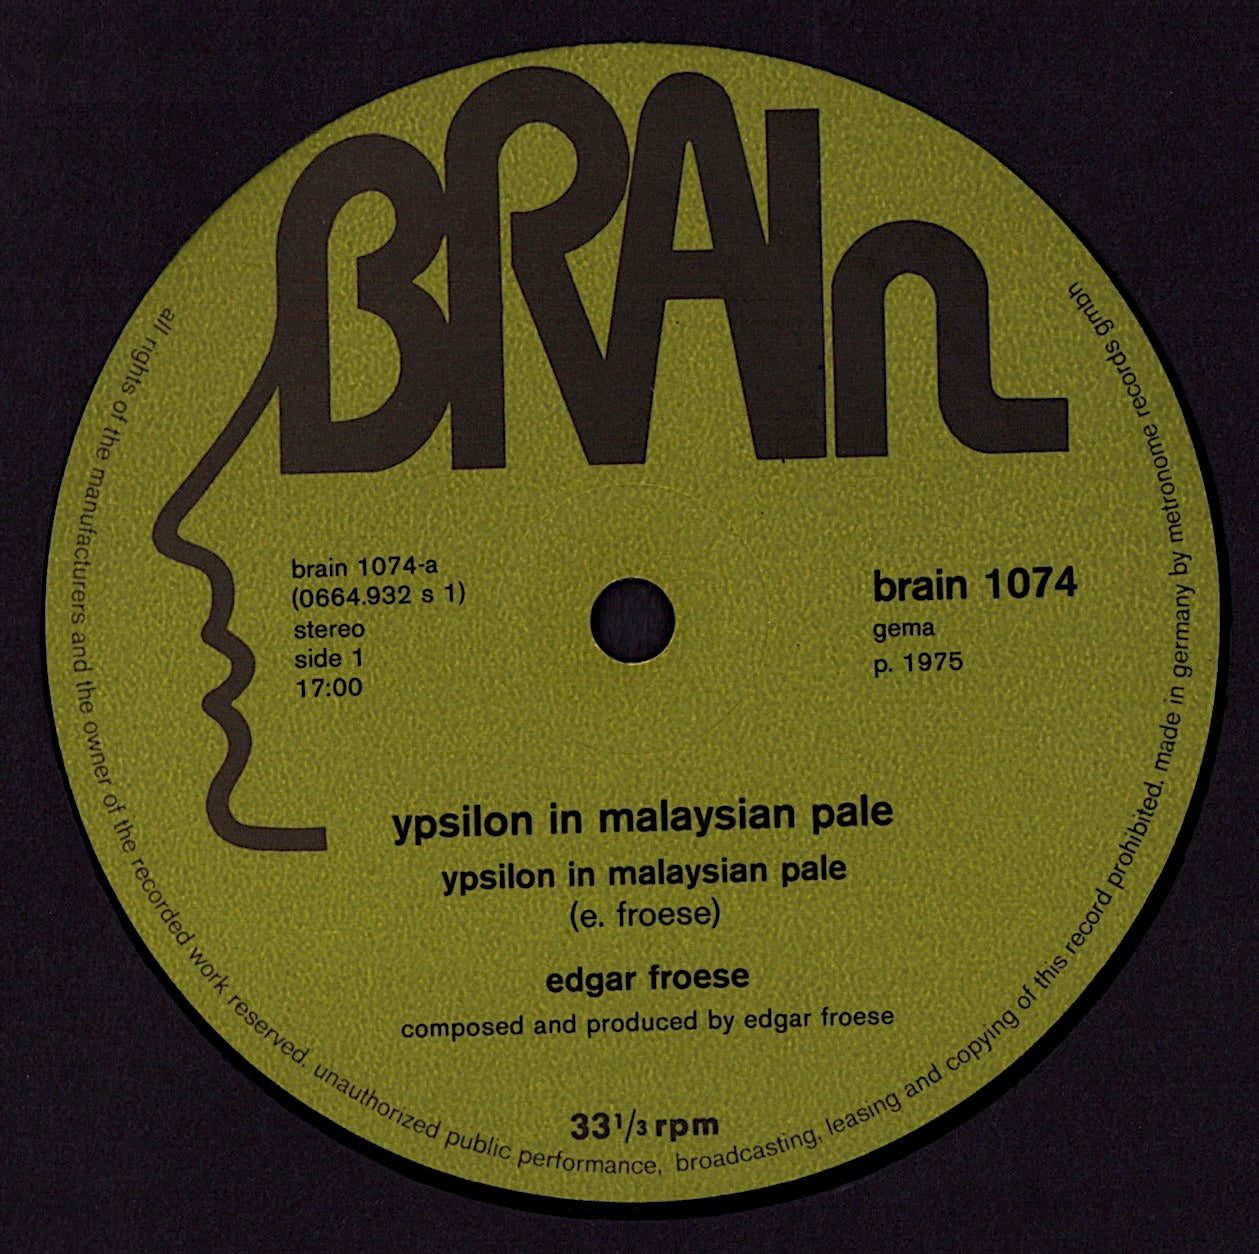 BRAIn
brain 1074-a
(0664.932 s 1)
stereo
side 1
17:00
brain 1074
gema
p. 1975
ypsilon in malaysian pale
ypsilon in malaysian pale
(e. froese)
edgar froese
composed and produced by edgar froese
33 1/3 rpm
all rights of the manufacturers and the owner of the recorded work reserved. unauthorized public performance, broadcasting, leasing and copying of this record prohibited. made in germany by metronome records gmbh